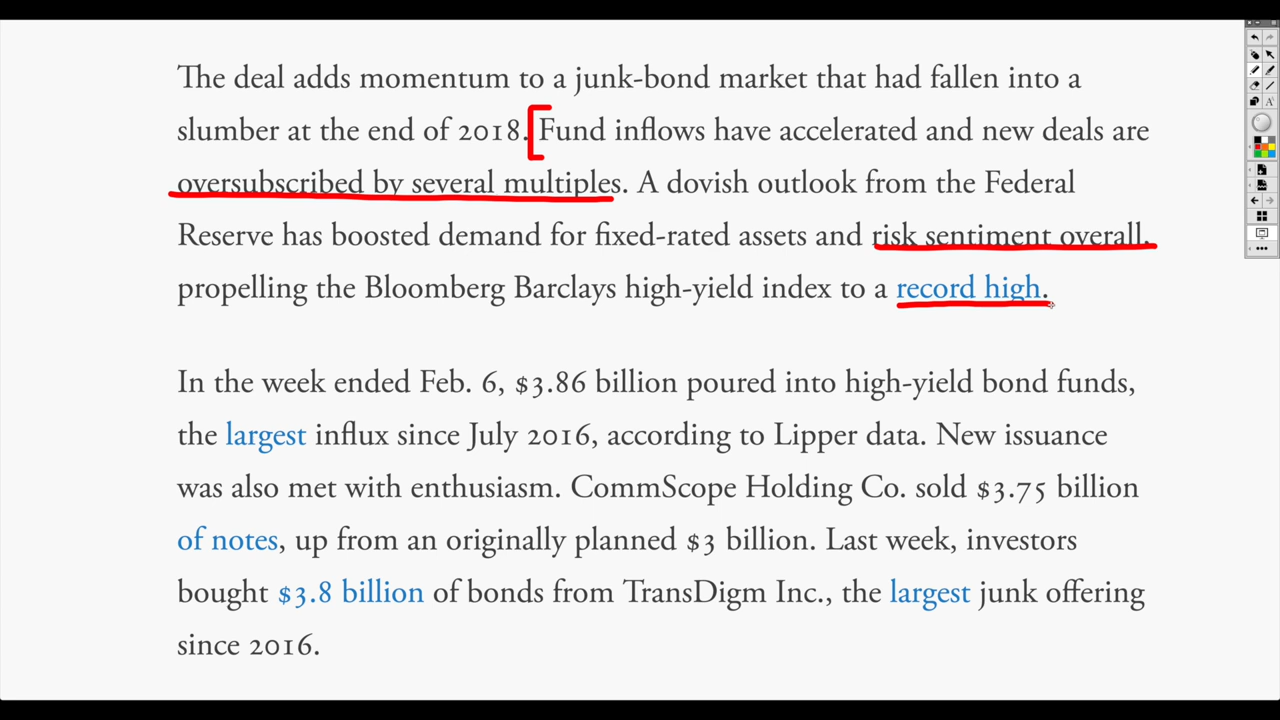 The deal adds momentum to a junk-bond market that had fallen into a
slumber at the end of 2018. Fund inflows have accelerated and new deals are
oversubscribed by several multiples. A dovish outlook from the Federal
Reserve has boosted demand for fixed-rated assets and risk sentiment overall,
propelling the Bloomberg Barclays high-yield index to a record high.
In the week ended Feb. 6, $3.86 billion poured into high-yield bond funds,
the largest influx since July 2016, according to Lipper data. New issuance
was also met with enthusiasm. CommScope Holding Co. sold $3.75 billion
of notes, up from an originally planned $3 billion. Last week, investors
bought $3.8 billion of bonds from TransDigm Inc., the largest junk offering
since 2016.